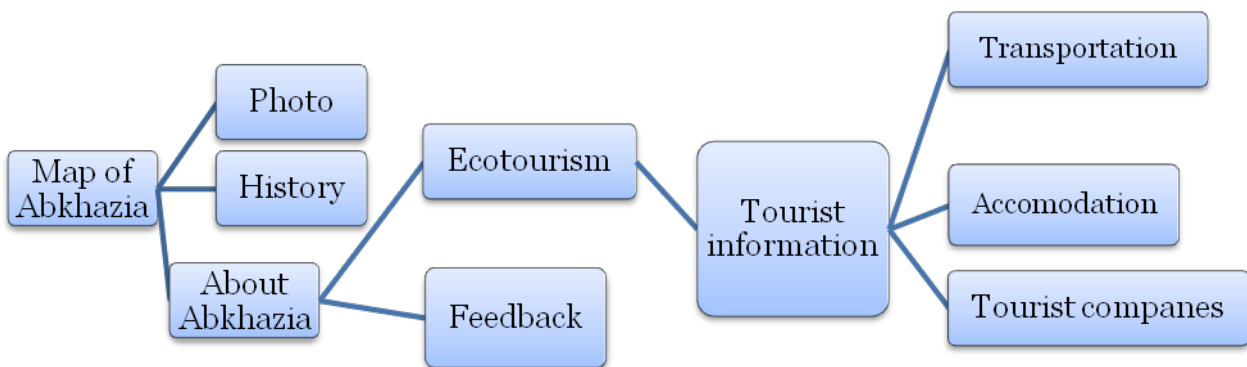 Map of
Abkhazia
Photo
History
About
Abkhazia
Ecotourism
Feedback
Tourist
information
Transportation
Accomodation
Tourist companes